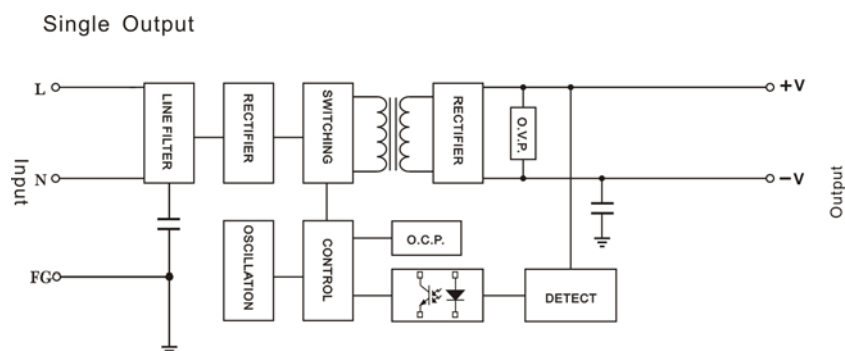 Single Output
L
LINE FILTER
RECTIFIER
SWITCHING
RECTIFIER
O.V.P.
+V
Input
N
−V
Output
OSCILLATION
CONTROL
O.C.P.
FG
DETECT